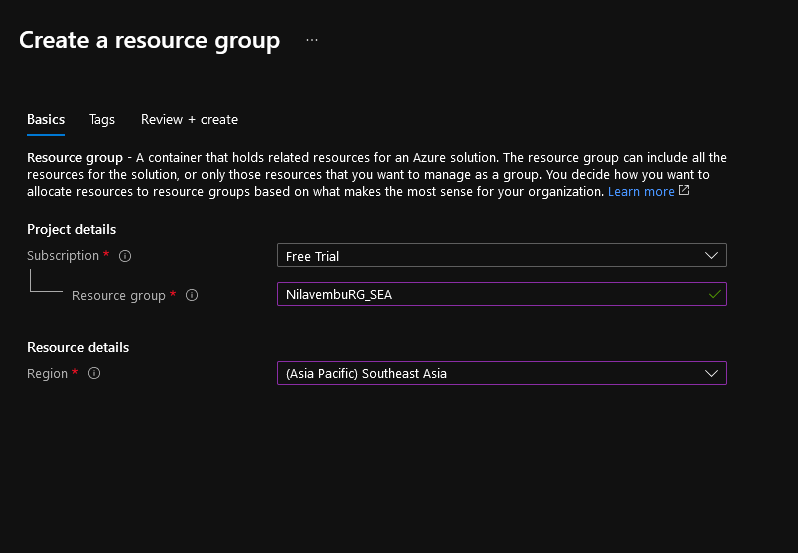 Create a resource group ...
Basics Tags Review + create
Resource group - A container that holds related resources for an Azure solution. The resource group can include all the
resources for the solution, or only those resources that you want to manage as a group. You decide how you want to
allocate resources to resource groups based on what makes the most sense for your organization. Learn more
Project details
Subscription * Free Trial
Resource group * NilavembuRG_SEA
Resource details
Region * (Asia Pacific) Southeast Asia